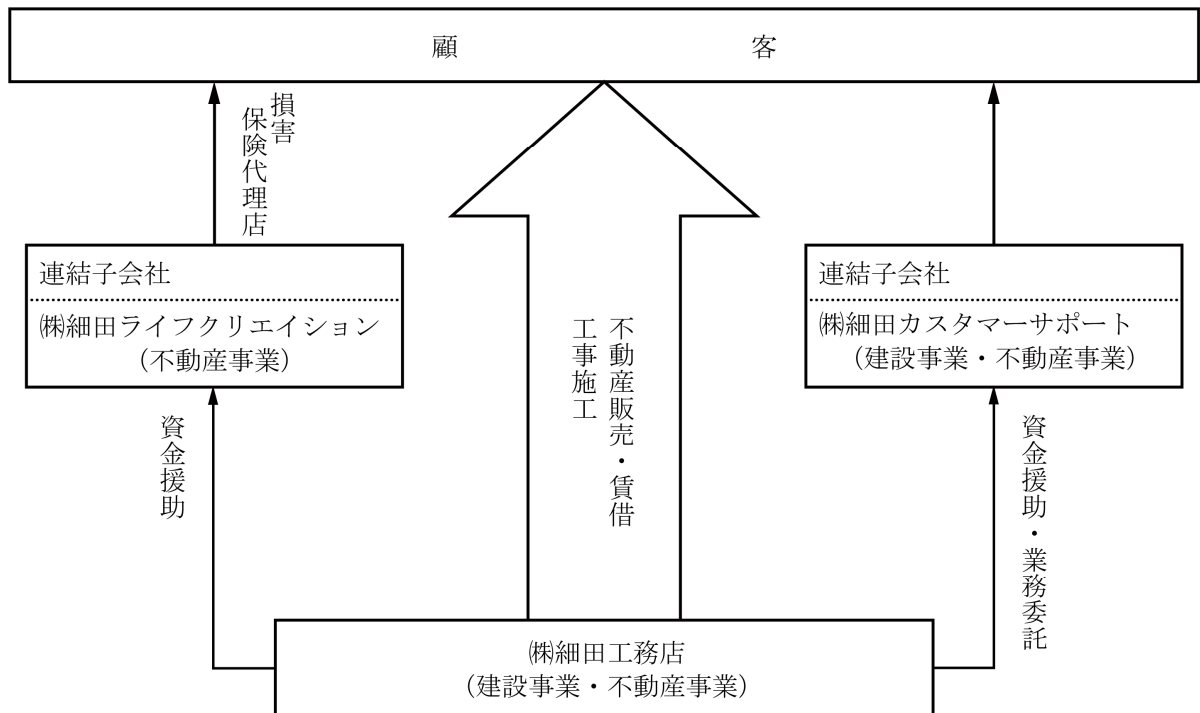 顧客
損害
保険代理店
連結子会社
㈱細田ライフクリエイション
（不動産事業）
不動産販売・賃借
工事施工
連結子会社
㈱細田カスタマーサポート
（建設事業・不動産事業）
資金援助
資金援助・業務委託
㈱細田工務店
（建設事業・不動産事業）